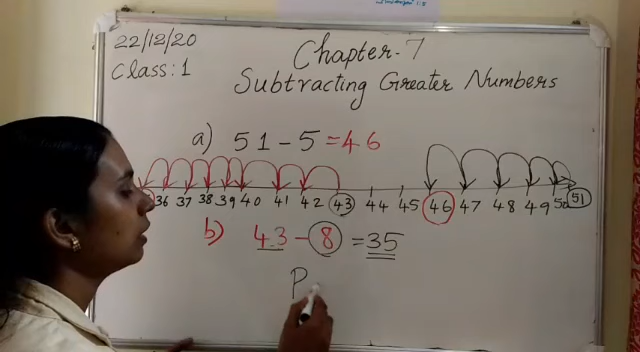 22/12/20
Class: 1
Chapter-7
Subtracting Greater Numbers
a) 51-5=46
36 37 38 39 40 41 42 43 44 45 46 47 48 49 50 51
b) 43-8=35
P